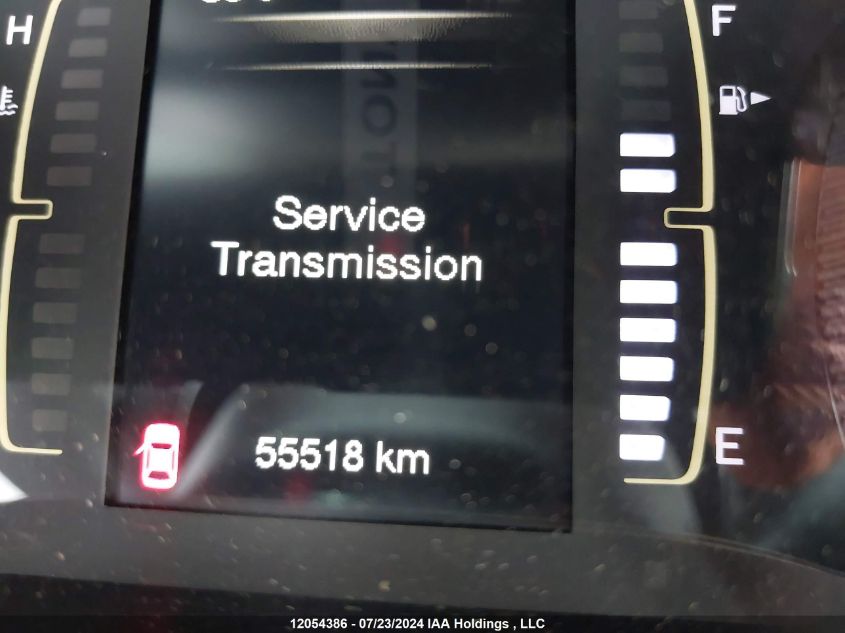 H
F
Service
Transmission
55518 km
E
12054386 - 07/23/2024 IAA Holdings , LLC